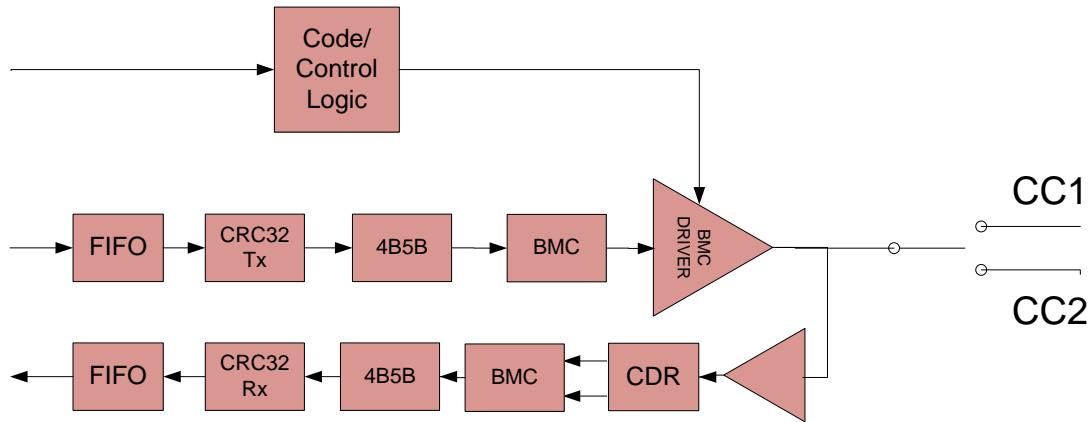 Code/
Control
Logic
CC1
FIFO
CRC32
Tx
4B5B
BMC
BMC
DRIVER
CC2
FIFO
CRC32
Rx
4B5B
BMC
CDR